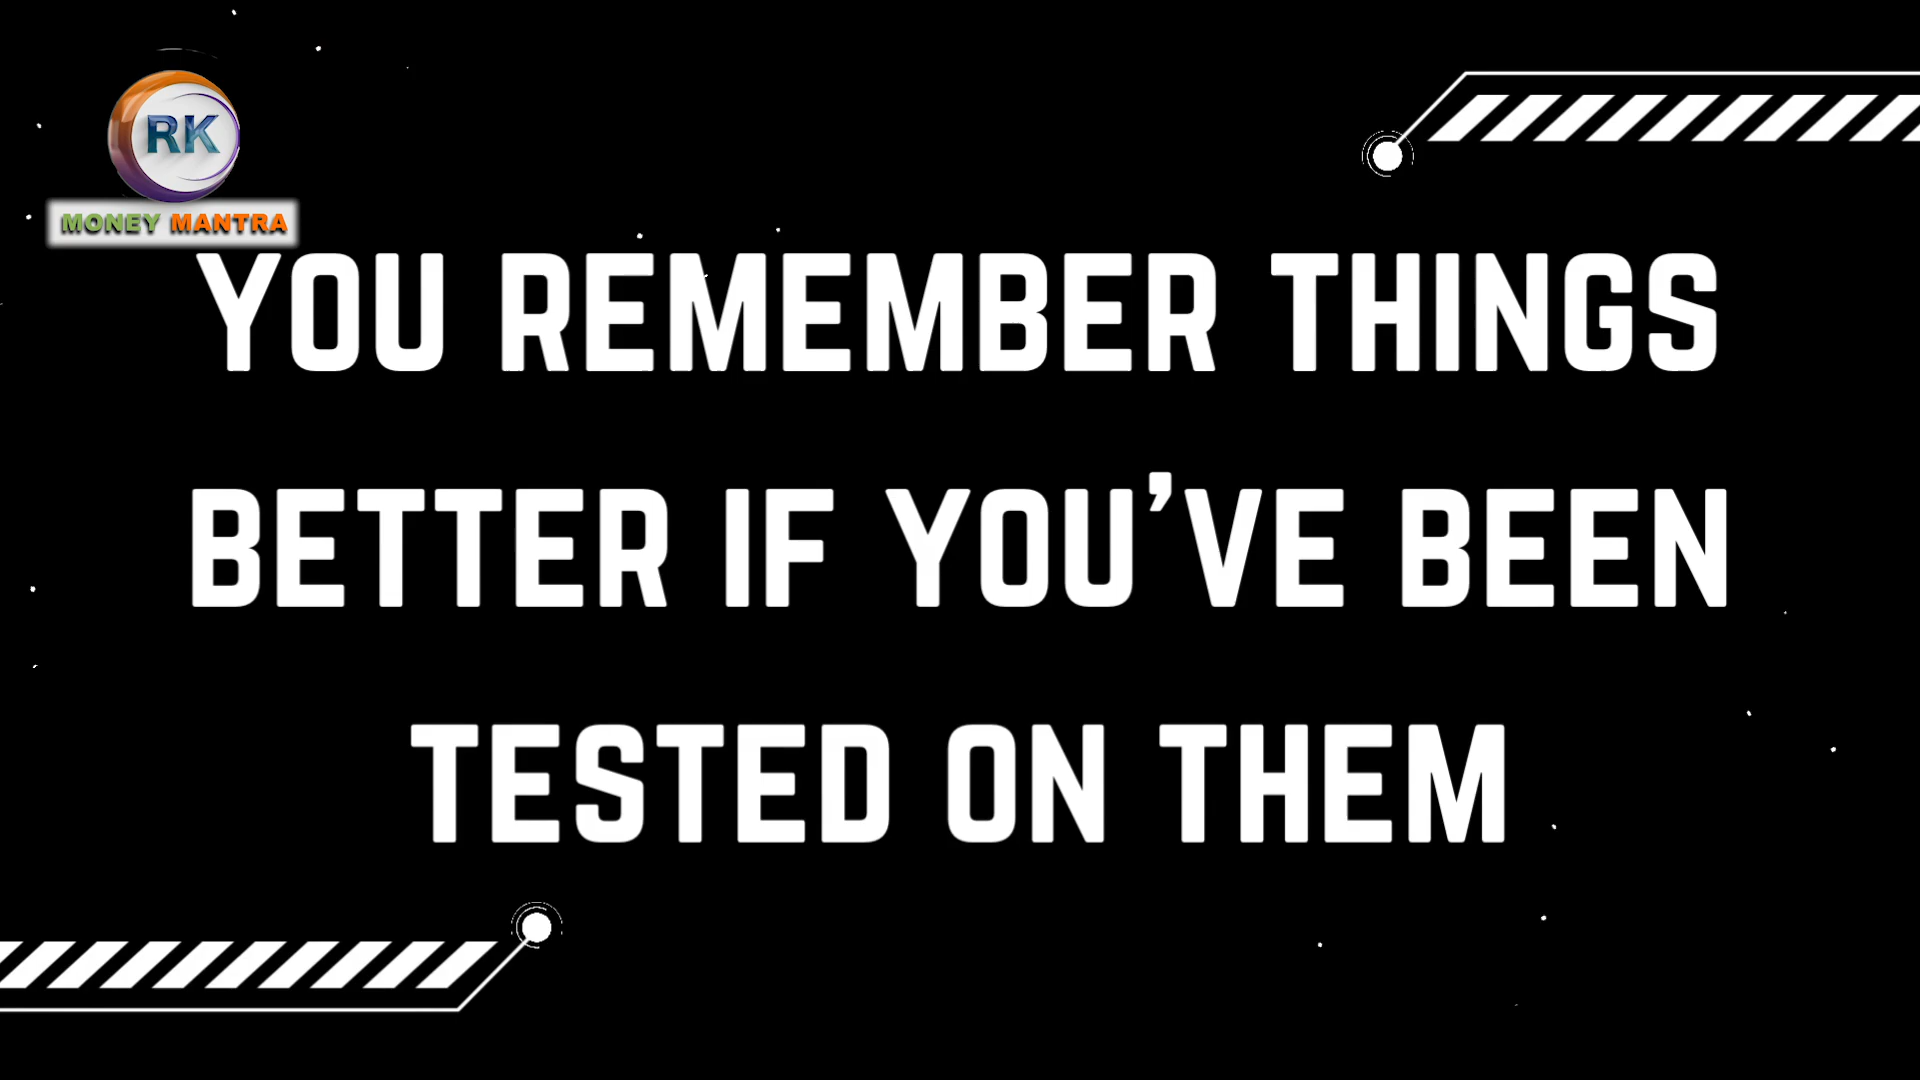 RK
MONEY MANTRA
YOU REMEMBER THINGS
BETTER IF YOU'VE BEEN
TESTED ON THEM